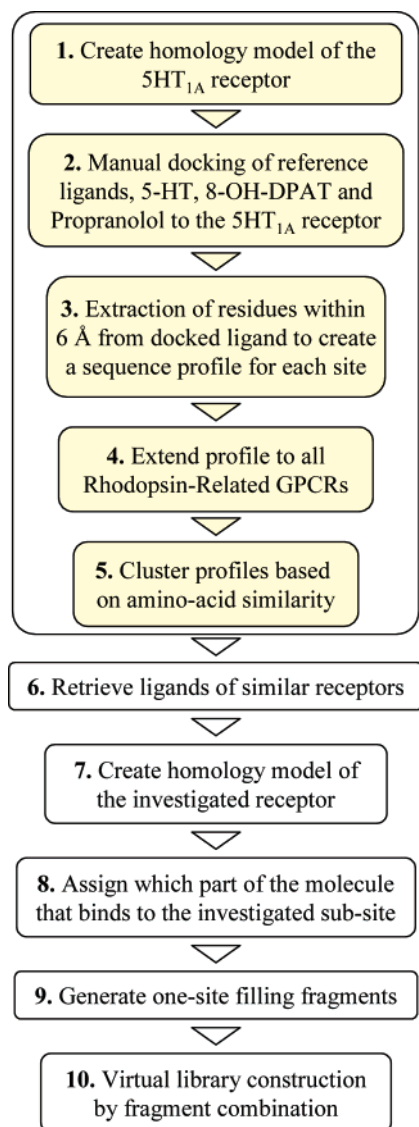 1. Create homology model of the
5HT1A receptor
2. Manual docking of reference
ligands, 5-HT, 8-OH-DPAT and
Propranolol to the 5HT1A receptor
3. Extraction of residues within
6 Å from docked ligand to create
a sequence profile for each site
4. Extend profile to all
Rhodopsin-Related GPCRs
5. Cluster profiles based
on amino-acid similarity
6. Retrieve ligands of similar receptors
7. Create homology model of
the investigated receptor
8. Assign which part of the molecule
that binds to the investigated sub-site
9. Generate one-site filling fragments
10. Virtual library construction
by fragment combination